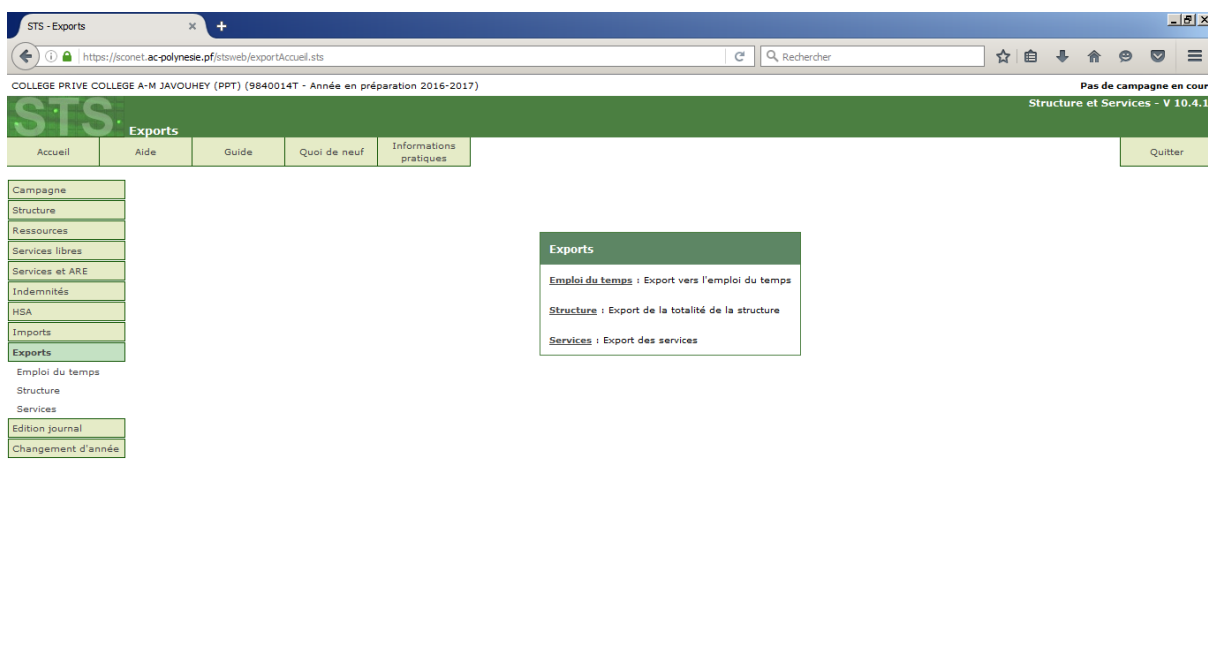 STS - Exports
https://sconet.ac-polynesie.pf/stsweb/exportAccueil.sts
Rechercher
COLLEGE PRIVE COLLEGE A-M JAVOUHEY (PPT) (9840014T - Année en préparation 2016-2017)
Pas de campagne en cour
STS
Exports
Structure et Services - V 10.4.1
Accueil
Aide
Guide
Quoi de neuf
Informations
pratiques
Quitter
Campagne
Structure
Ressources
Services libres
Services et ARE
Indemnités
HSA
Imports
Exports
Emploi du temps
Structure
Services
Edition journal
Changement d'année
Exports
Emploi du temps : Export vers l'emploi du temps
Structure : Export de la totalité de la structure
Services : Export des services